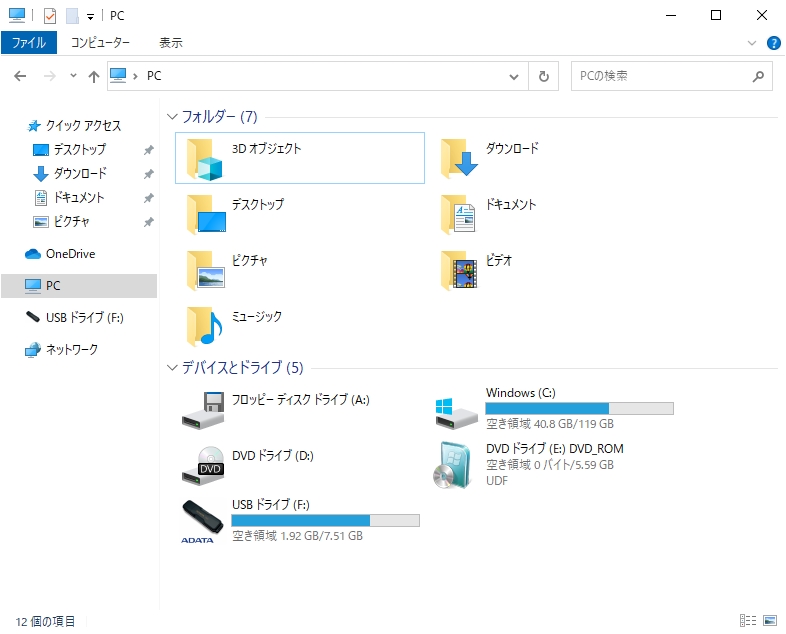 PC
ファイル
コンピューター
表示
PC
PCの検索
クイック アクセス
デスクトップ
ダウンロード
ドキュメント
ピクチャ
OneDrive
PC
USB ドライブ (F:)
ネットワーク
フォルダー (7)
3D オブジェクト
ダウンロード
デスクトップ
ドキュメント
ピクチャ
ビデオ
ミュージック
デバイスとドライブ (5)
フロッピー ディスク ドライブ (A:)
Windows (C:)
空き領域 40.8 GB/119 GB
DVD
DVD ドライブ (D:)
DVD ドライブ (E:) DVD_ROM
空き領域 0 バイト/5.59 GB
UDF
ADATA
USB ドライブ (F:)
空き領域 1.92 GB/7.51 GB
12 個の項目